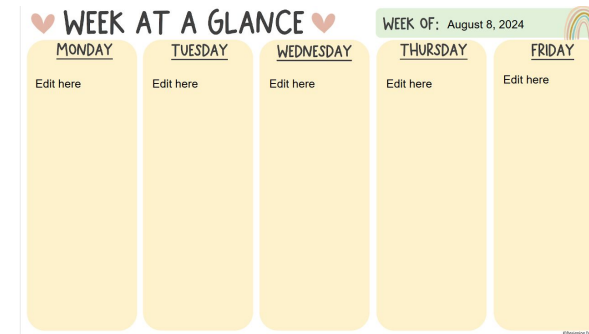 WEEK AT A GLANCE
WEEK OF: August 8, 2024
MONDAY
TUESDAY
WEDNESDAY
THURSDAY
FRIDAY
Edit here
Edit here
Edit here
Edit here
Edit here